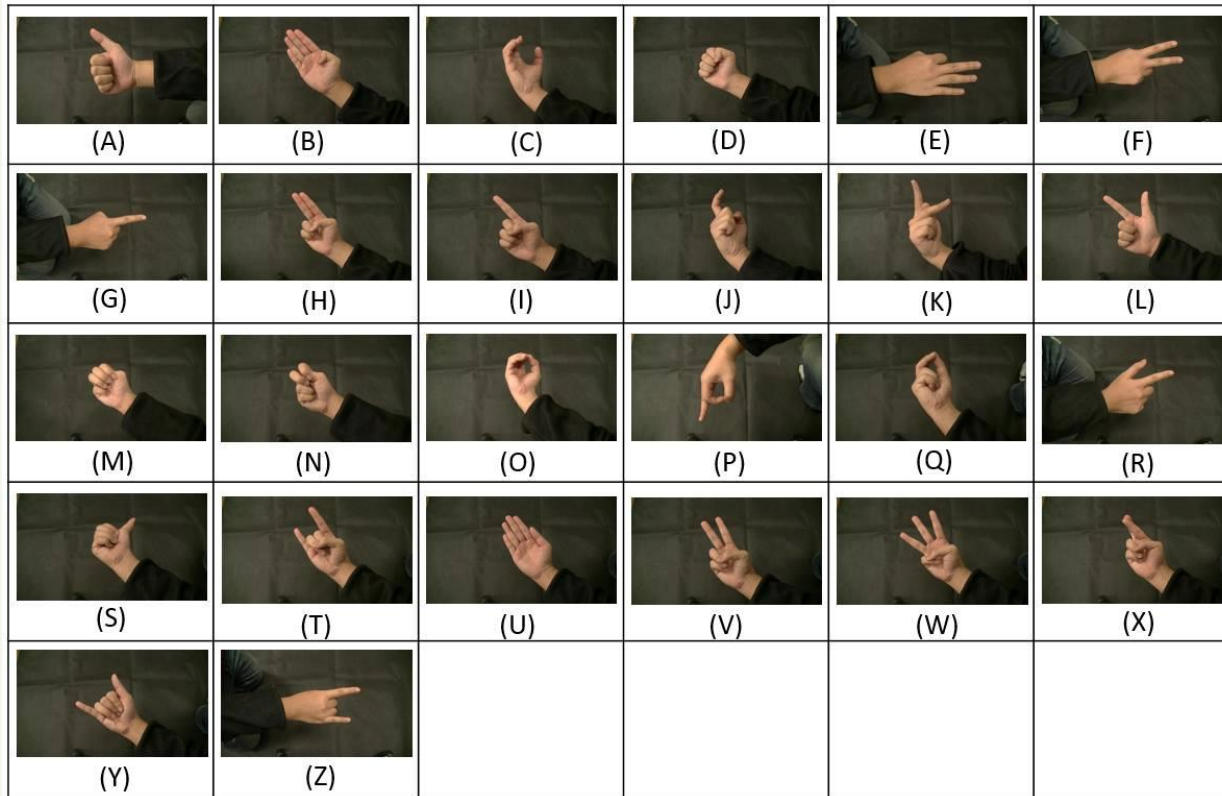 (A) (B) (C) (D) (E) (F)
(G) (H) (I) (J) (K) (L)
(M) (N) (O) (P) (Q) (R)
(S) (T) (U) (V) (W) (X)
(Y) (Z)